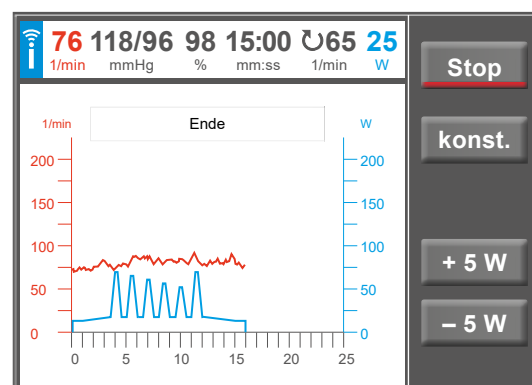 76 118/96 98 15:00 ↻65 25
1/min mmHg % mm:ss 1/min W
Stop
1/min Ende W
konst.
200 200
150 150
100 100
+ 5 W
50 50
– 5 W
0 0
0 5 10 15 20 25